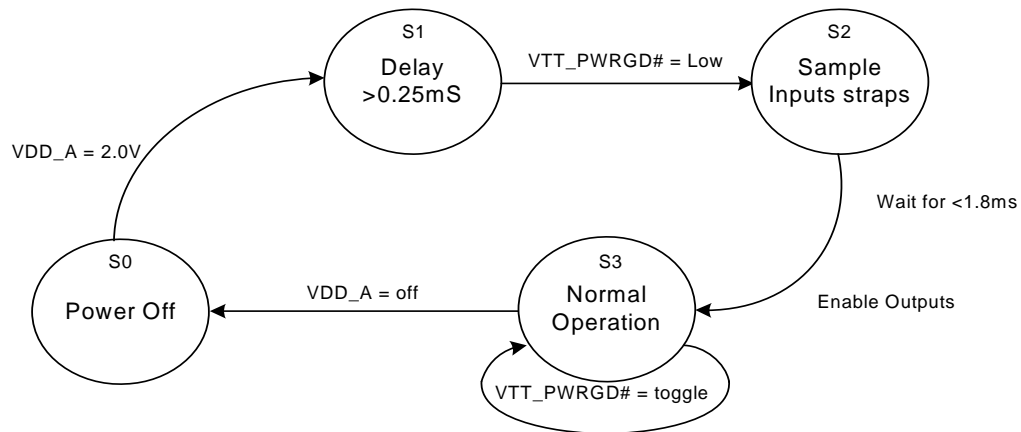 S1
Delay
>0.25mS
VTT_PWRGD# = Low
S2
Sample
Inputs straps
VDD_A = 2.0V
Wait for <1.8ms
S0
Power Off
VDD_A = off
S3
Normal
Operation
Enable Outputs
VTT_PWRGD# = toggle